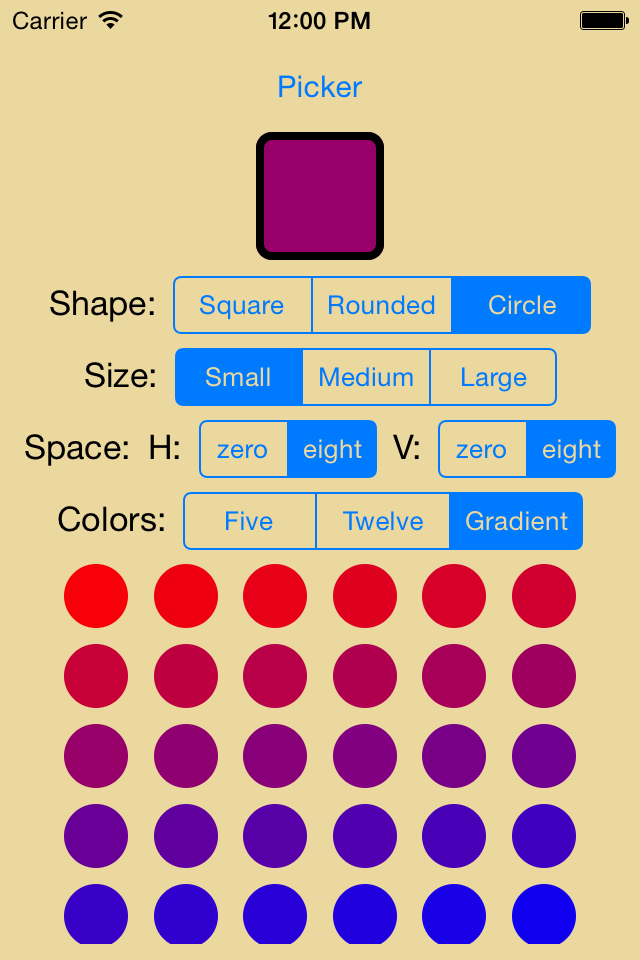 Carrier 12:00 PM
Picker
Shape: Square Rounded Circle
Size: Small Medium Large
Space: H: zero eight V: zero eight
Colors: Five Twelve Gradient